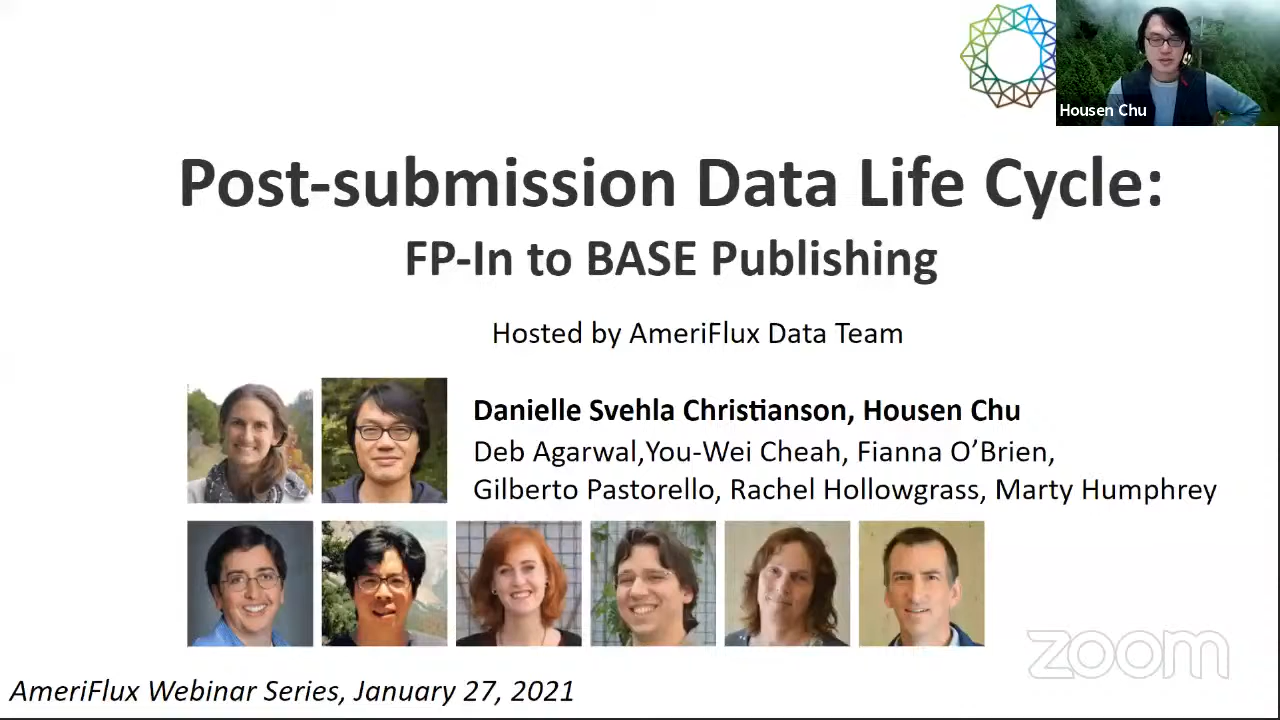 Housen Chu
Post-submission Data Life Cycle:
FP-In to BASE Publishing
Hosted by AmeriFlux Data Team
Danielle Svehla Christianson, Housen Chu
Deb Agarwal,You-Wei Cheah, Fianna O’Brien,
Gilberto Pastorello, Rachel Hollowgrass, Marty Humphrey
zoom
AmeriFlux Webinar Series, January 27, 2021